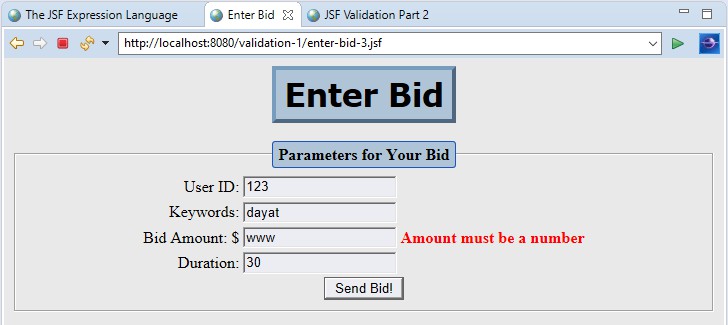 The JSF Expression Language Enter Bid JSF Validation Part 2
http://localhost:8080/validation-1/enter-bid-3.jsf
Enter Bid
Parameters for Your Bid
User ID: 123
Keywords: dayat
Bid Amount: $ www Amount must be a number
Duration: 30
Send Bid!